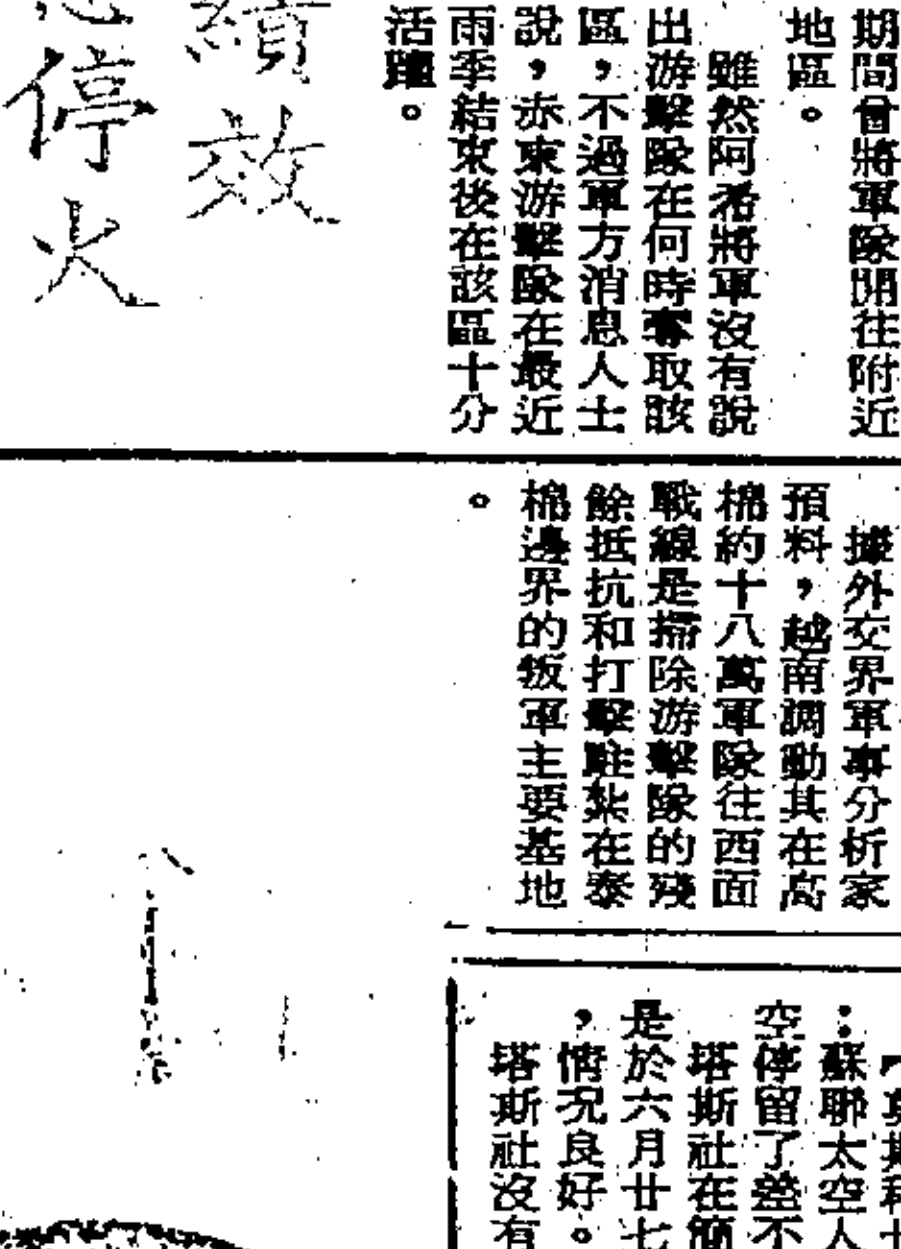 期間曾將軍隊開往附近
地區。
雖然阿希將軍沒有說
出游擊隊在何時奪取該
區，不過軍方消息人士
說，赤柬游擊隊在最近
雨季結束後在該區十分
活躍。
績效
停火
據外交界軍事分析家
預料，越南調動其在高
棉約十八萬軍隊往西面
戰線是掃除游擊隊的殘
餘抵抗和打擊駐紮在泰
棉邊界的叛軍主要基地
。
：蘇聯太空人
空停留了差不
塔斯社在簡
是於六月廿七
，情況良好。
塔斯社沒有